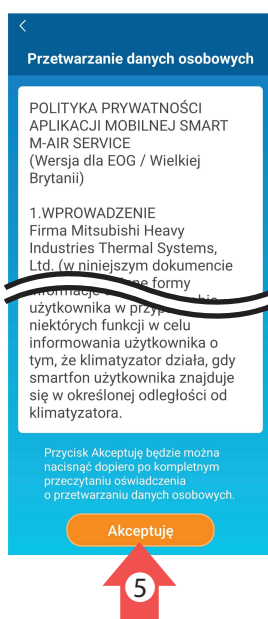 Przetwarzanie danych osobowych
POLITYKA PRYWATNOŚCI
APLIKACJI MOBILNEJ SMART
M-AIR SERVICE
(Wersja dla EOG / Wielkiej
Brytanii)
1.WPROWADZENIE
Firma Mitsubishi Heavy
Industries Thermal Systems,
Ltd. (w niniejszym dokumencie
formy
użytkownika w
niektórych funkcji w celu
informowania użytkownika o
tym, że klimatyzator działa, gdy
smartfon użytkownika znajduje
się w określonej odległości od
klimatyzatora.
Przycisk Akceptuję będzie można
nacisnąć dopiero po kompletnym
przeczytaniu oświadczenia
o przetwarzaniu danych osobowych.
Akceptuję
5